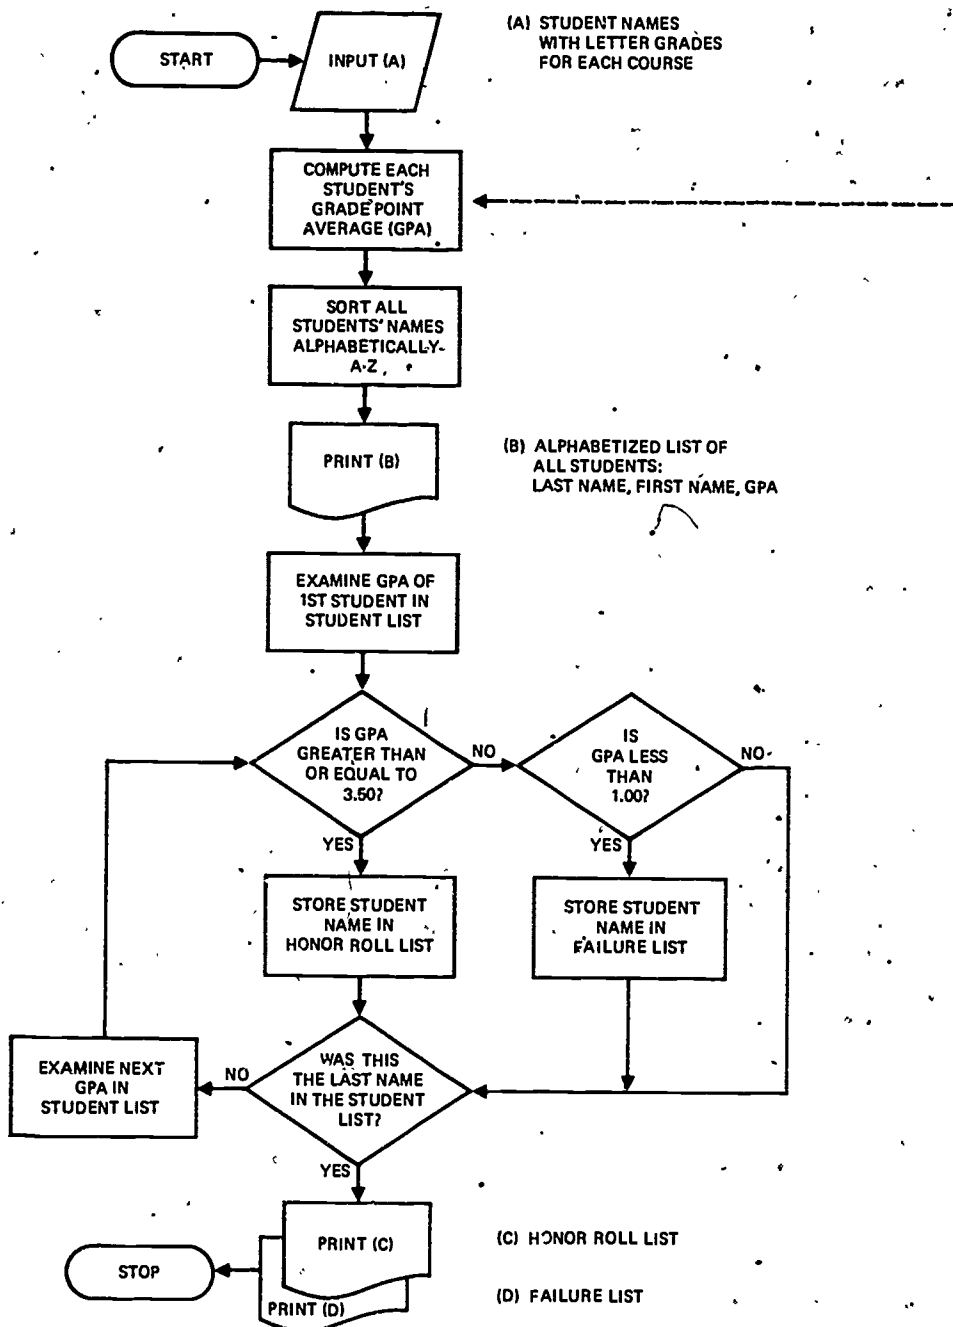 START
INPUT (A)
(A) STUDENT NAMES
WITH LETTER GRADES
FOR EACH COURSE
COMPUTE EACH
STUDENT'S
GRADE POINT
AVERAGE (GPA)
SORT ALL
STUDENTS' NAMES
ALPHABETICALLY
A-Z
PRINT (B)
(B) ALPHABETIZED LIST OF
ALL STUDENTS:
LAST NAME, FIRST NAME, GPA
EXAMINE GPA OF
1ST STUDENT IN
STUDENT LIST
IS GPA
GREATER THAN
OR EQUAL TO
3.50?
NO
IS
GPA LESS
THAN
1.00?
NO
YES
YES
STORE STUDENT
NAME IN
HONOR ROLL LIST
STORE STUDENT
NAME IN
FAILURE LIST
EXAMINE NEXT
GPA IN
STUDENT LIST
NO
WAS THIS
THE LAST NAME
IN THE STUDENT
LIST?
YES
PRINT (C)
(C) HONOR ROLL LIST
STOP
PRINT (D)
(D) FAILURE LIST